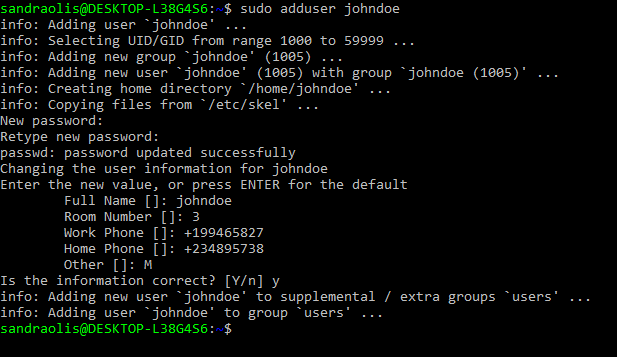 sandraolis@DESKTOP-L38G4S6:~$ sudo adduser johndoe
info: Adding user `johndoe' ...
info: Selecting UID/GID from range 1000 to 59999 ...
info: Adding new group `johndoe' (1005) ...
info: Adding new user `johndoe' (1005) with group `johndoe (1005)' ...
info: Creating home directory `/home/johndoe' ...
info: Copying files from `/etc/skel' ...
New password:
Retype new password:
passwd: password updated successfully
Changing the user information for johndoe
Enter the new value, or press ENTER for the default
        Full Name []: johndoe
        Room Number []: 3
        Work Phone []: +199465827
        Home Phone []: +234895738
        Other []: M
Is the information correct? [Y/n] y
info: Adding new user `johndoe' to supplemental / extra groups `users' ...
info: Adding user `johndoe' to group `users' ...
sandraolis@DESKTOP-L38G4S6:~$